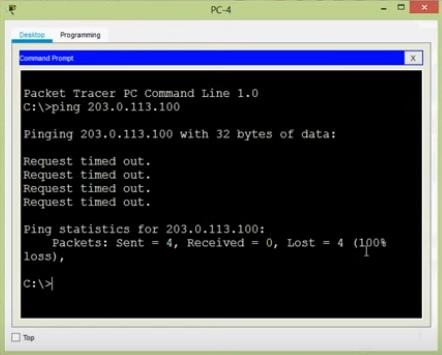 PC-4
Desktop Programming
Command Prompt X
Packet Tracer PC Command Line 1.0
C:\>ping 203.0.113.100
Pinging 203.0.113.100 with 32 bytes of data:
Request timed out.
Request timed out.
Request timed out.
Request timed out.
Ping statistics for 203.0.113.100:
Packets: Sent = 4, Received = 0, Lost = 4 (100%
loss),
C:\>
Top